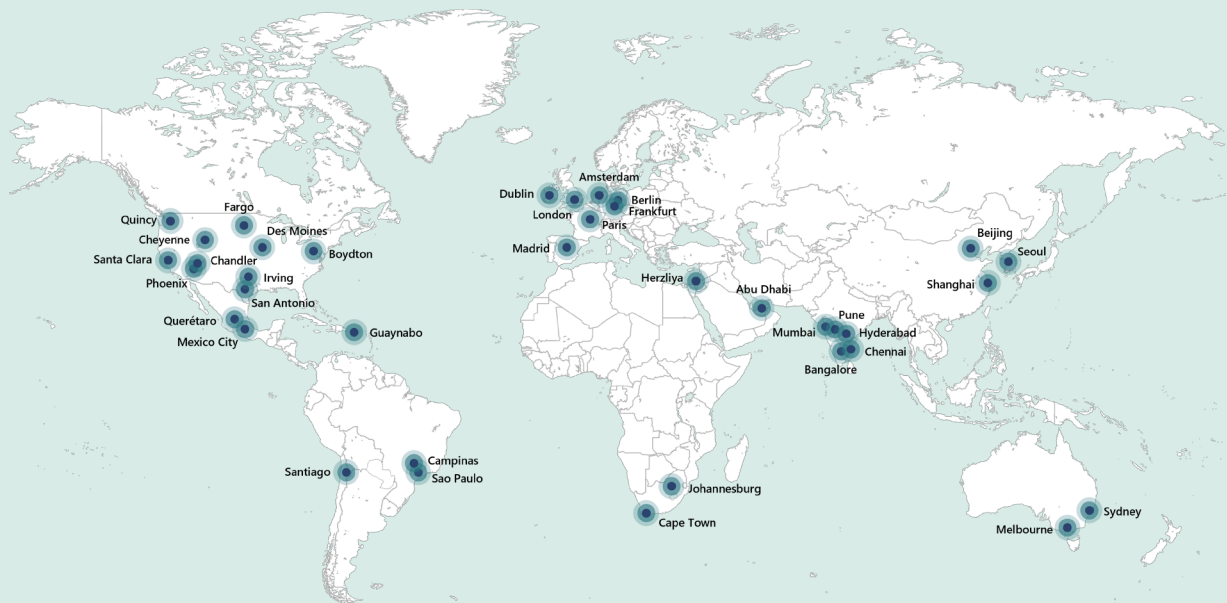 Amsterdam
Dublin
Berlin
Fargo
London
Frankfurt
Quincy
Paris
Des Moines
Beijing
Cheyenne
Madrid
Boydton
Seoul
Santa Clara
Chandler
Irving
Herzliya
Phoenix
Shanghai
Abu Dhabi
San Antonio
Pune
Querétaro
Guaynabo
Mumbai
Hyderabad
Mexico City
Chennai
Bangalore
Campinas
Santiago
Sao Paulo
Johannesburg
Sydney
Cape Town
Melbourne